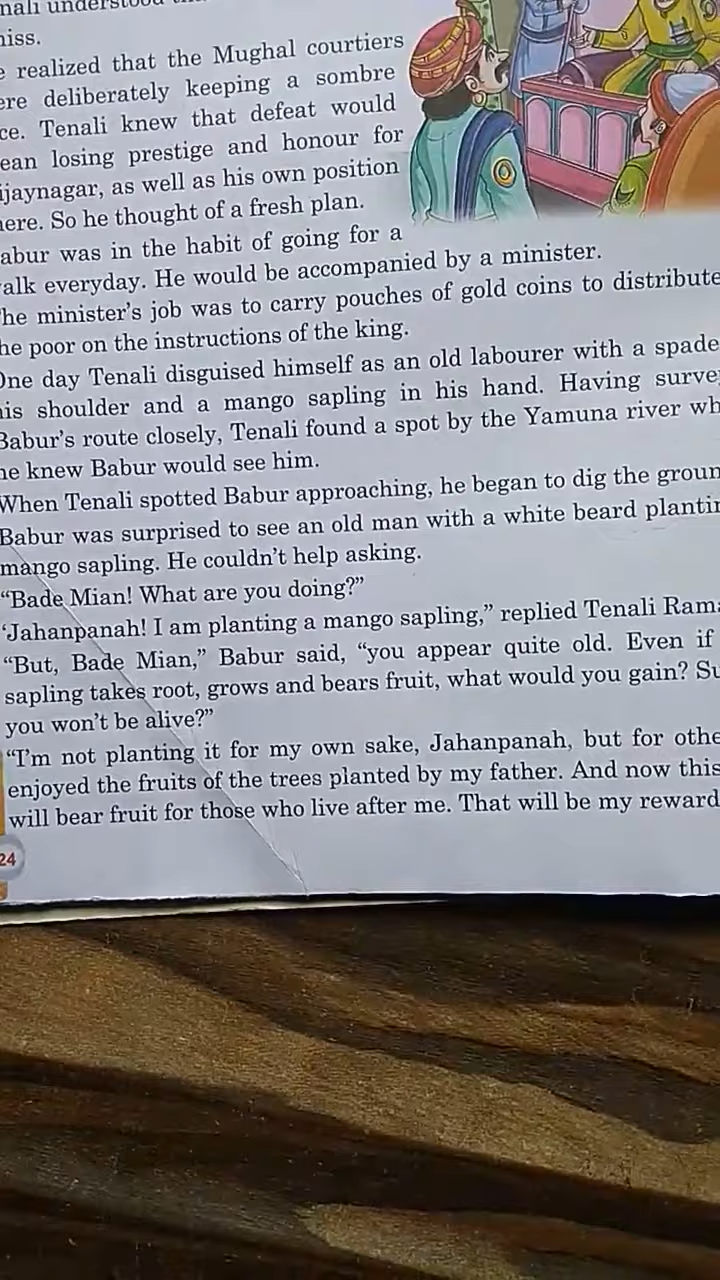 nali understood
niss.
e realized that the Mughal courtiers
ere deliberately keeping a sombre
ce. Tenali knew that defeat would
ean losing prestige and honour for
ijaynagar, as well as his own position
ere. So he thought of a fresh plan.
abur was in the habit of going for a
alk everyday. He would be accompanied by a minister.
he minister's job was to carry pouches of gold coins to distribute
he poor on the instructions of the king.
One day Tenali disguised himself as an old labourer with a spade
his shoulder and a mango sapling in his hand. Having surve
Babur's route closely, Tenali found a spot by the Yamuna river wh
he knew Babur would see him.
When Tenali spotted Babur approaching, he began to dig the groun
Babur was surprised to see an old man with a white beard plantin
mango sapling. He couldn't help asking.
“Bade Mian! What are you doing?”
‘Jahanpanah! I am planting a mango sapling,” replied Tenali Rama
“But, Bade Mian,” Babur said, “you appear quite old. Even if
sapling takes root, grows and bears fruit, what would you gain? Su
you won't be alive?”
“I'm not planting it for my own sake, Jahanpanah, but for othe
enjoyed the fruits of the trees planted by my father. And now this
will bear fruit for those who live after me. That will be my reward
24